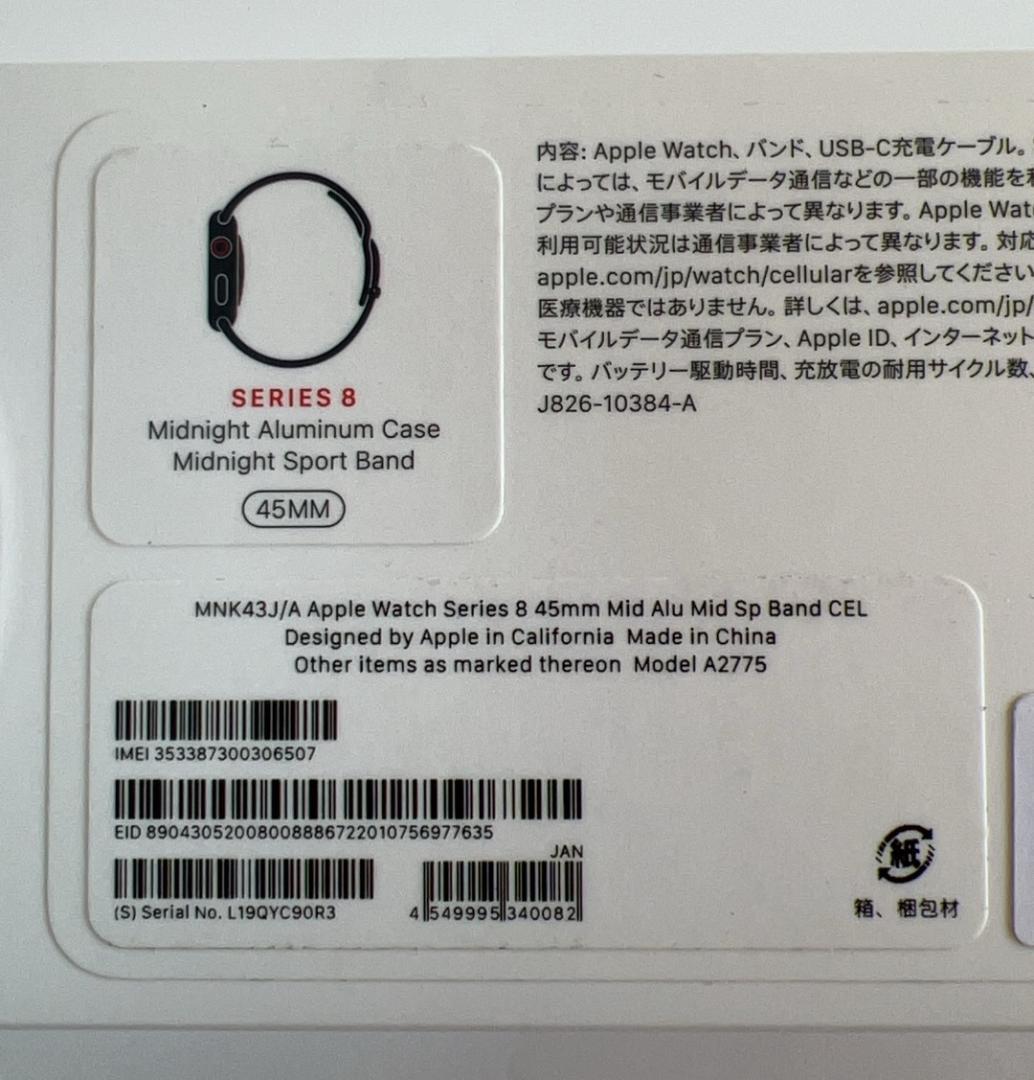 SERIES 8
Midnight Aluminum Case
Midnight Sport Band
45MM
内容: Apple Watch、バンド、USB-C充電ケーブル。
によっては、モバイルデータ通信などの一部の機能を
プランや通信事業者によって異なります。Apple Wat
利用可能状況は通信事業者によって異なります。対応
apple.com/jp/watch/cellularを参照してください
医療機器ではありません。詳しくは、apple.com/jp/
モバイルデータ通信プラン、Apple ID、インターネット
です。バッテリー駆動時間、充放電の耐用サイクル数、
J826-10384-A
MNK43J/A Apple Watch Series 8 45mm Mid Alu Mid Sp Band CEL
Designed by Apple in California Made in China
Other items as marked thereon Model A2775
IMEI 353387300306507
EID 89043052008008886722010756977635
JAN
(S) Serial No. L19QYC90R3
4 549995 340082
紙
箱、梱包材